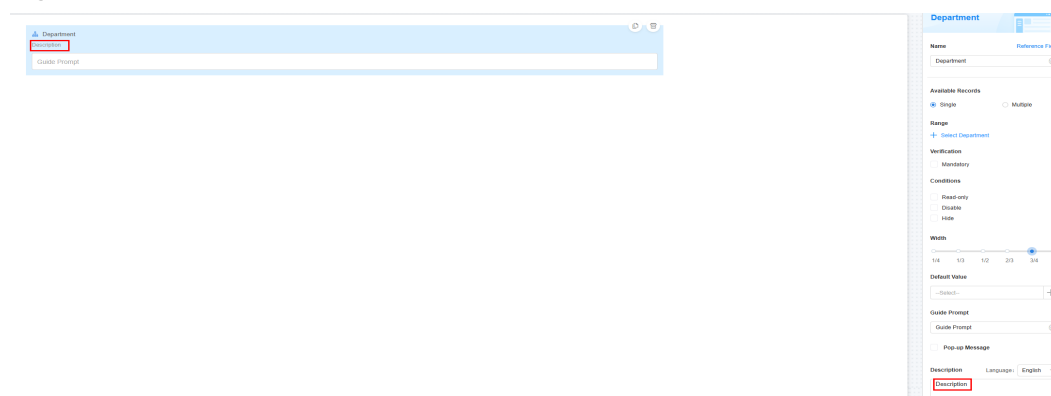 Department
Description
Guide Prompt
Department
Name
Department
Available Records
Single Multiple
Range
+ Select Department
Verification
Mandatory
Conditions
Read-only
Disable
Hide
Width
1/4 1/3 1/2 2/3 3/4
Default Value
--Select--
Guide Prompt
Guide Prompt
Pop-up Message
Description Language: English
Description